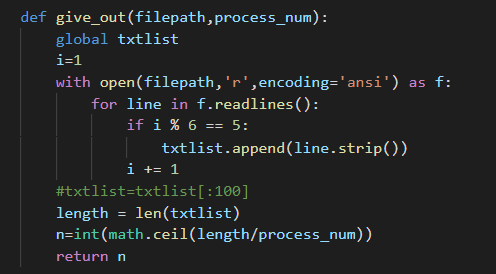 def give_out(filepath,process_num):
    global txtlist
    i=1
    with open(filepath,'r',encoding='ansi') as f:
        for line in f.readlines():
            if i % 6 == 5:
                txtlist.append(line.strip())
            i += 1
    #txtlist=txtlist[:100]
    length = len(txtlist)
    n=int(math.ceil(length/process_num))
    return n